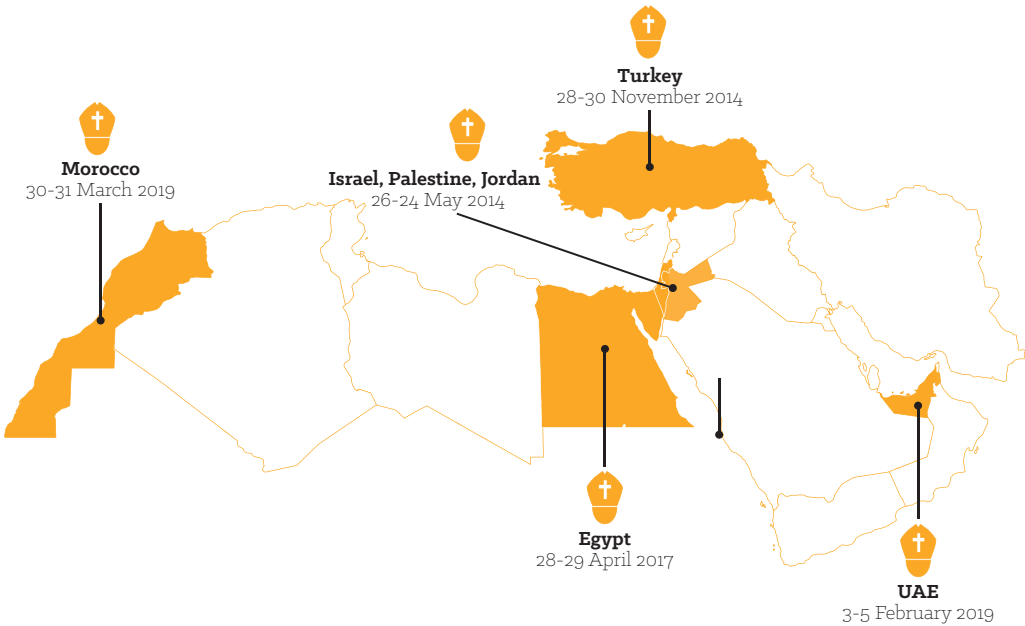 Turkey
28-30 November 2014
Morocco
30-31 March 2019
Israel, Palestine, Jordan
26-24 May 2014
Egypt
28-29 April 2017
UAE
3-5 February 2019